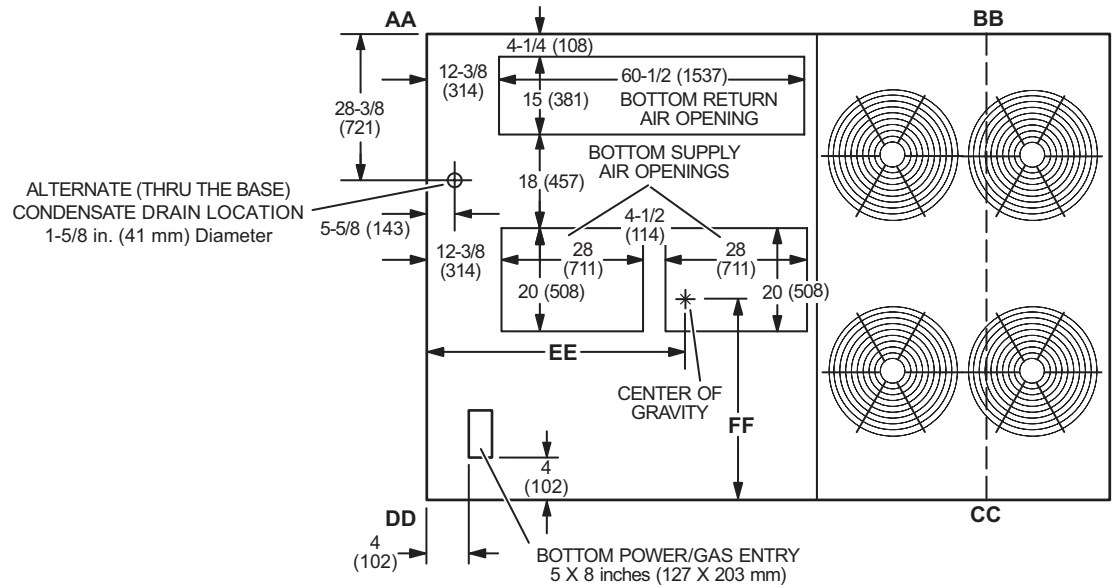 AA
BB
4-1/4 (108)
12-3/8
(314)
60-1/2 (1537)
28-3/8
(721)
15 (381)
BOTTOM RETURN
AIR OPENING
BOTTOM SUPPLY
AIR OPENINGS
18 (457)
ALTERNATE (THRU THE BASE)
CONDENSATE DRAIN LOCATION
1-5/8 in. (41 mm) Diameter
5-5/8 (143)
4-1/2
(114)
12-3/8
(314)
28
(711)
28
(711)
20 (508)
20 (508)
EE
CENTER OF
GRAVITY
FF
4
(102)
DD
CC
4
(102)
BOTTOM POWER/GAS ENTRY
5 X 8 inches (127 X 203 mm)